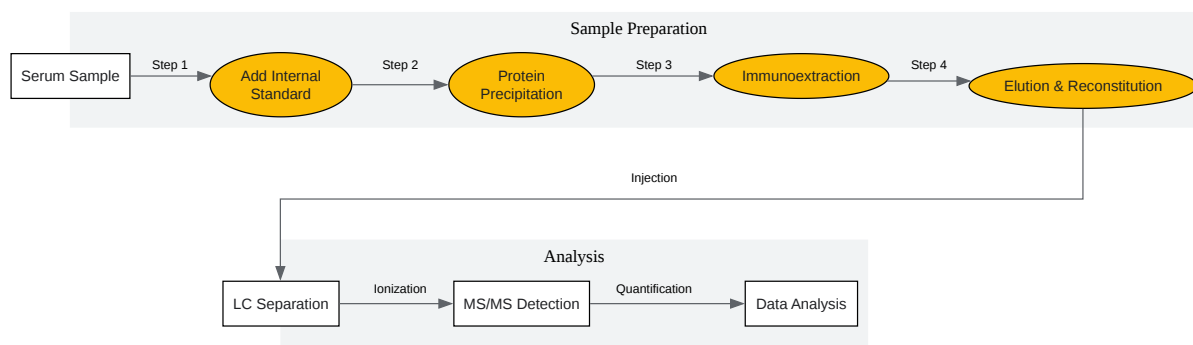 Sample Preparation
Serum Sample
Step 1
Add Internal
Standard
Step 2
Protein
Precipitation
Step 3
Immunoextraction
Step 4
Elution & Reconstitution
Injection
Analysis
LC Separation
Ionization
MS/MS Detection
Quantification
Data Analysis